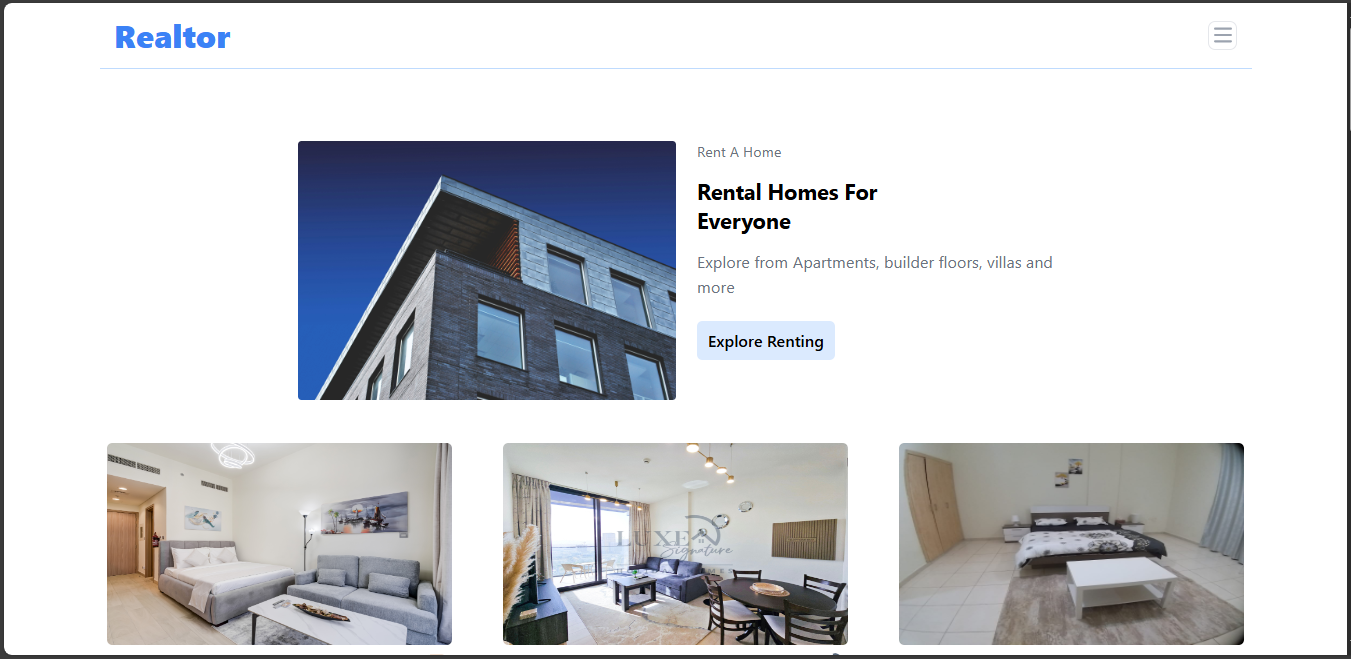 Realtor
Rent A Home
Rental Homes For
Everyone
Explore from Apartments, builder floors, villas and
more
Explore Renting
LUXE
Signature